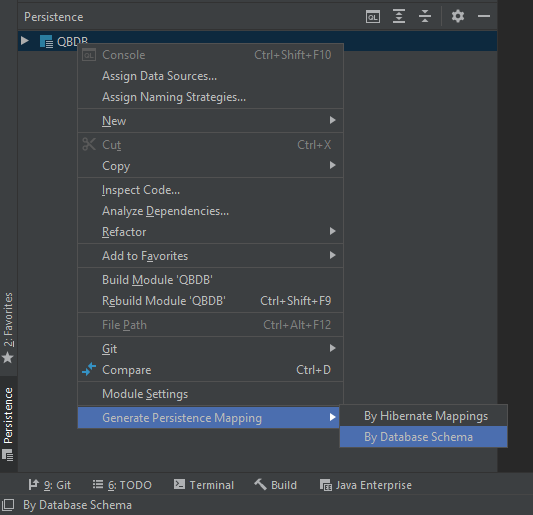 Persistence
QBDB
Console Ctrl+Shift+F10
Assign Data Sources...
Assign Naming Strategies...
New
Cut Ctrl+X
Copy
Inspect Code...
Analyze Dependencies...
Refactor
Add to Favorites
Build Module 'QBDB'
Rebuild Module 'QBDB' Ctrl+Shift+F9
File Path Ctrl+Alt+F12
Git
Compare Ctrl+D
Module Settings
Generate Persistence Mapping
By Hibernate Mappings
By Database Schema
2: Favorites
Persistence
9: Git 6: TODO Terminal Build Java Enterprise
By Database Schema